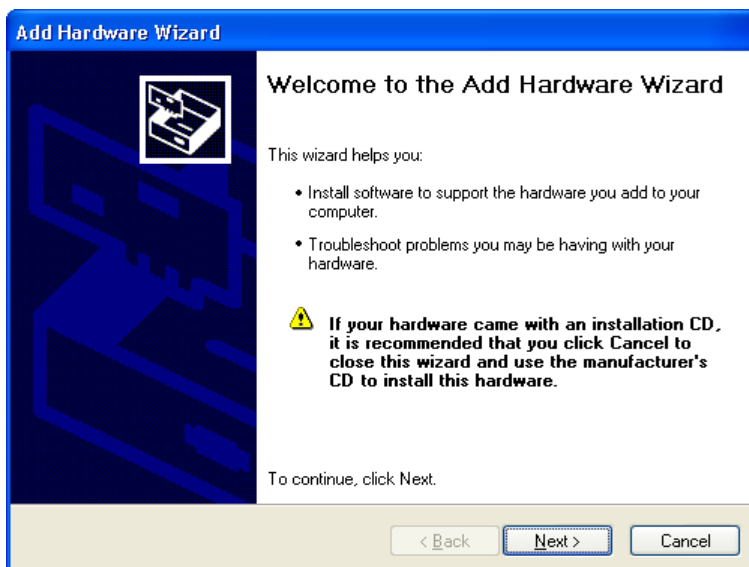 Add Hardware Wizard
Welcome to the Add Hardware Wizard
This wizard helps you:
• Install software to support the hardware you add to your
computer.
• Troubleshoot problems you may be having with your
hardware.
If your hardware came with an installation CD,
it is recommended that you click Cancel to
close this wizard and use the manufacturer's
CD to install this hardware.
To continue, click Next.
< Back Next > Cancel